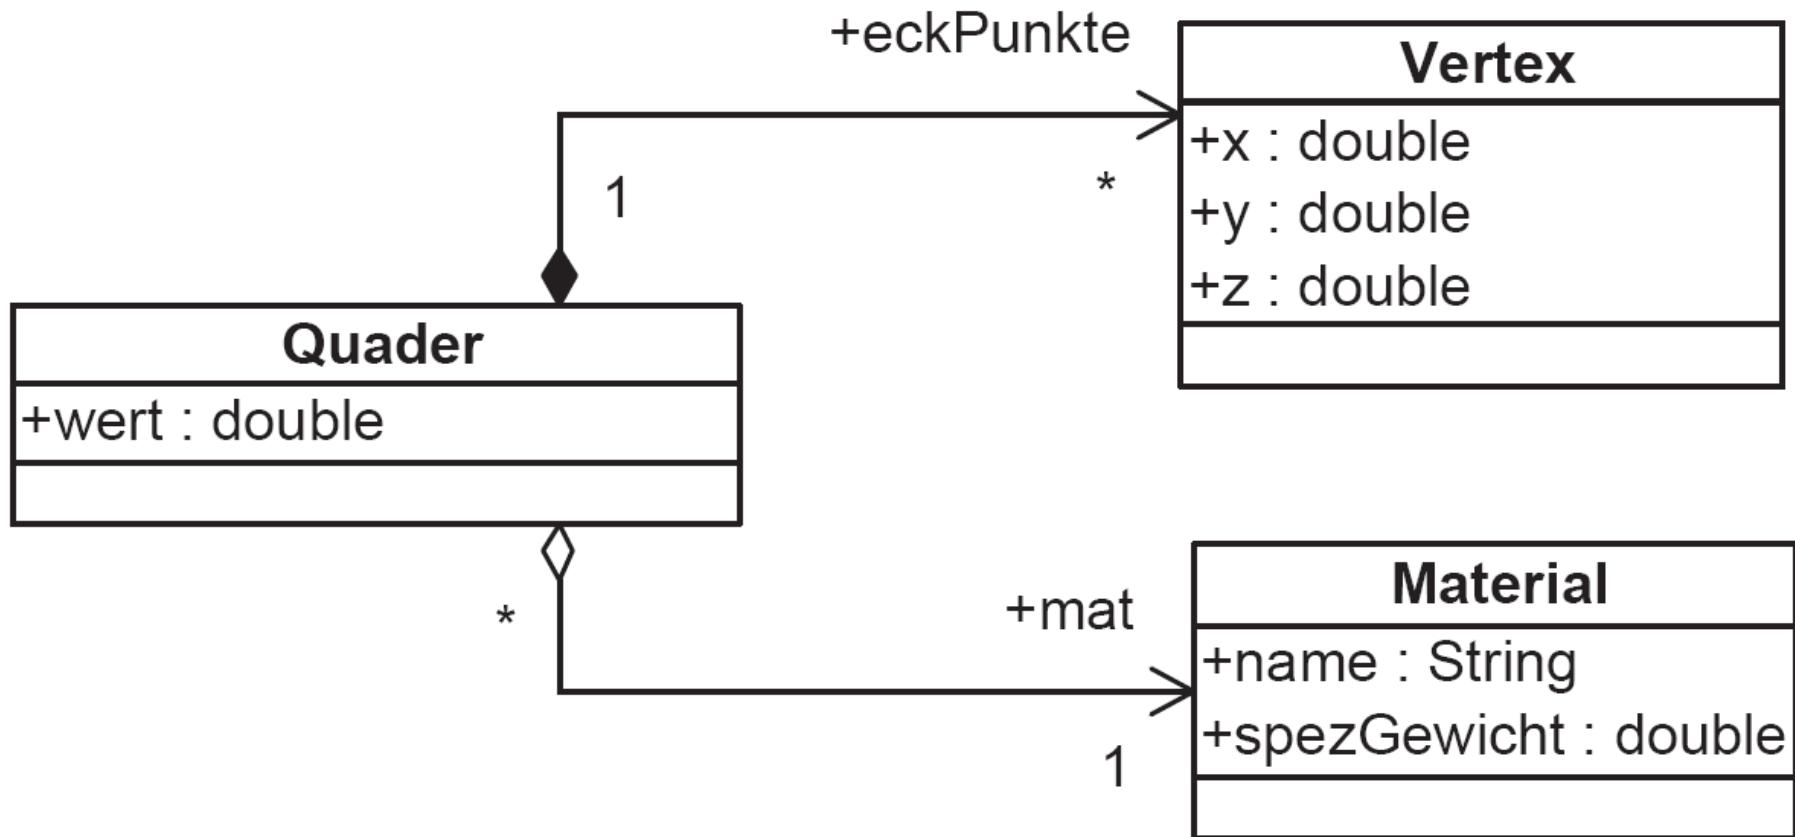 +eckPunkte
1
*
Vertex
+x : double
+y : double
+z : double
Quader
+wert : double
*
+mat
1
Material
+name : String
+spezGewicht : double